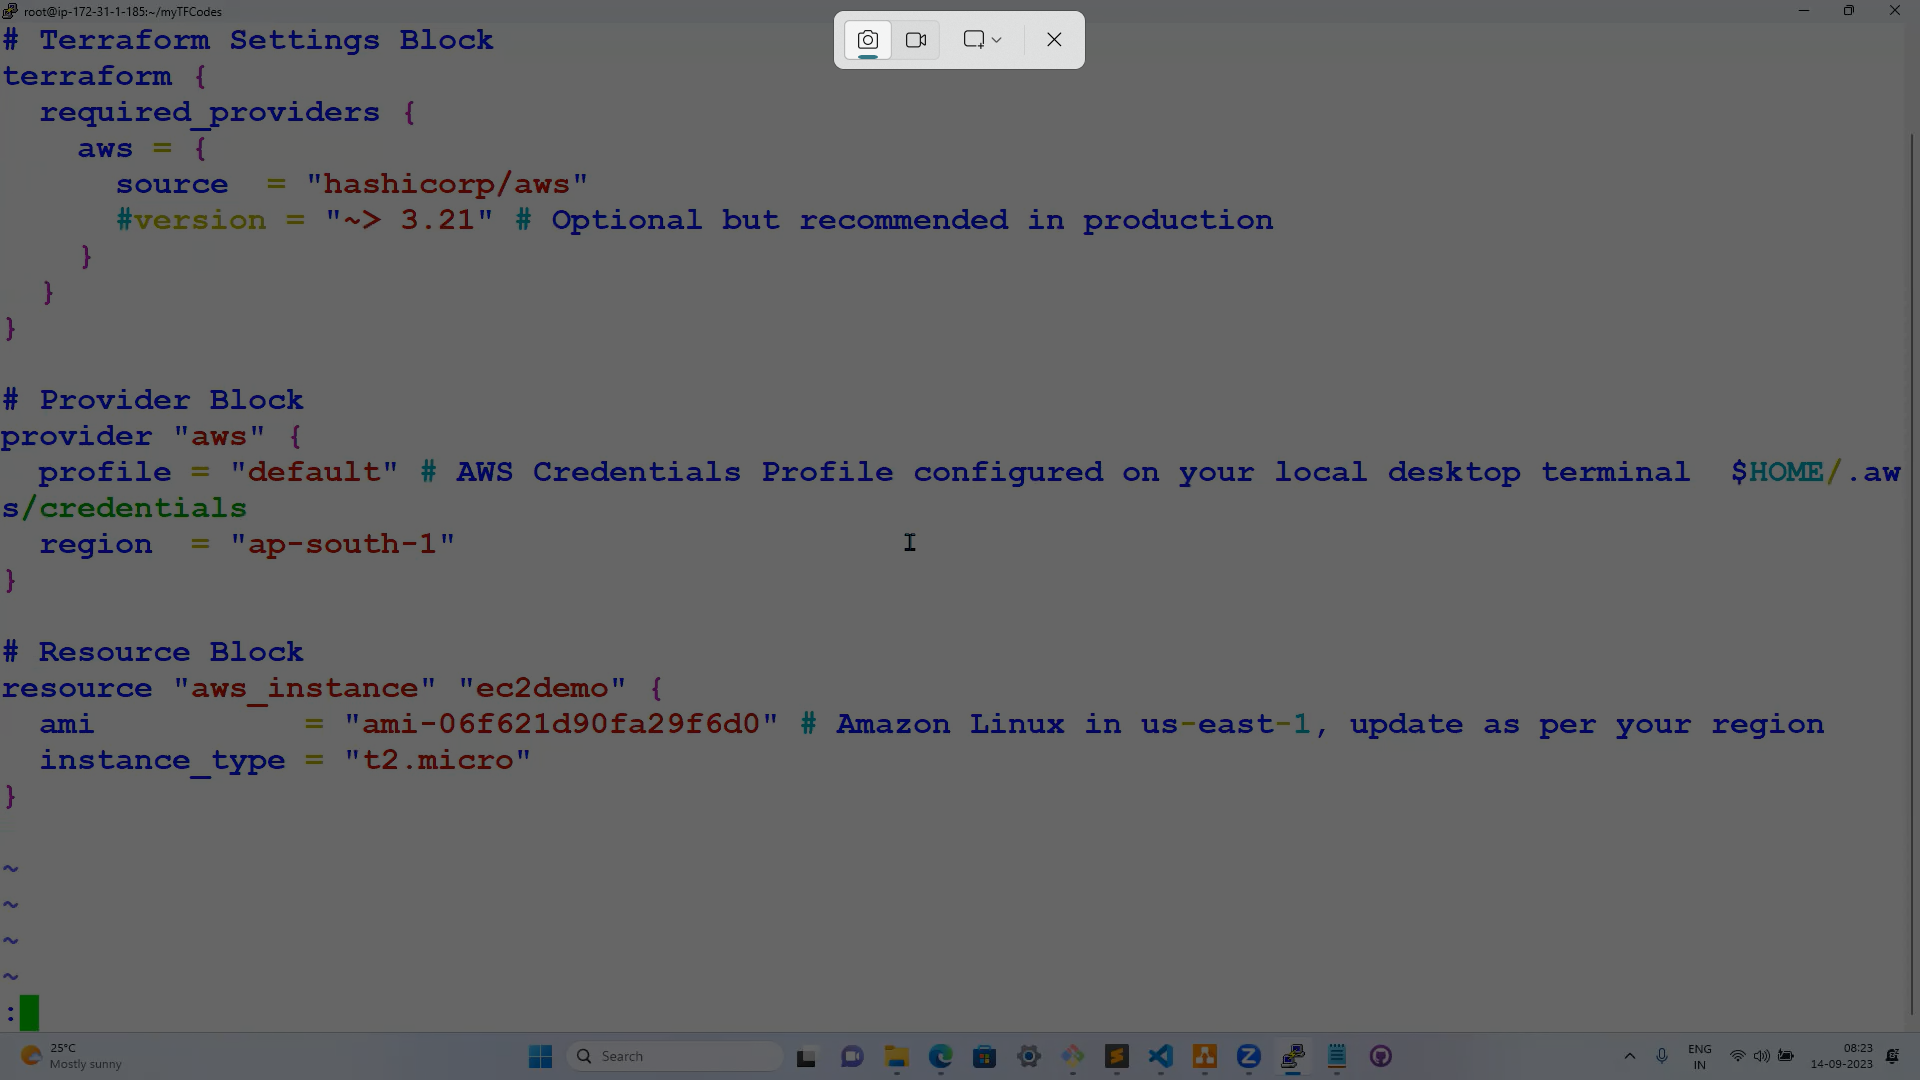 root@ip-172-31-1-185:~/myTFCodes
# Terraform Settings Block
terraform {
  required_providers {
    aws = {
      source  = "hashicorp/aws"
      #version = "~> 3.21" # Optional but recommended in production
    }
  }
}

# Provider Block
provider "aws" {
  profile = "default" # AWS Credentials Profile configured on your local desktop terminal  $HOME/.aw
s/credentials
  region  = "ap-south-1"
}

# Resource Block
resource "aws_instance" "ec2demo" {
  ami           = "ami-06f621d90fa29f6d0" # Amazon Linux in us-east-1, update as per your region
  instance_type = "t2.micro"
}

~
~
~
~
:
25°C
Mostly sunny
Search
ENG
IN
08:23
14-09-2023